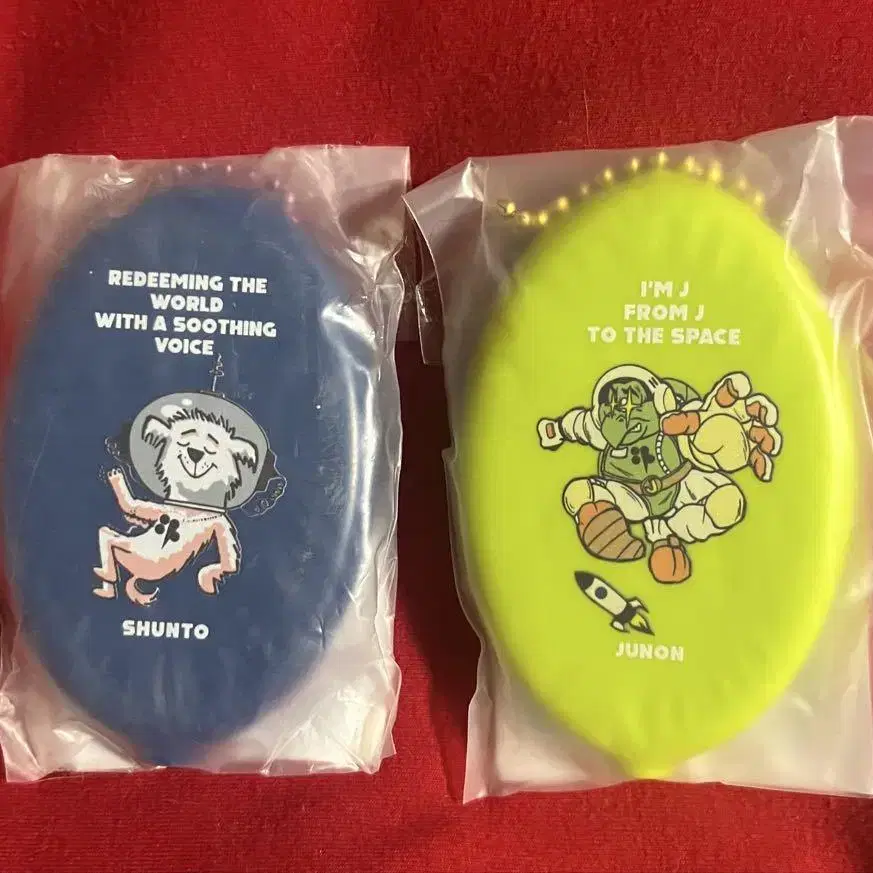 REDEEMING THE
WORLD
WITH A SOOTHING
VOICE
SHUNTO
I'M J
FROM J
TO THE SPACE
JUNON